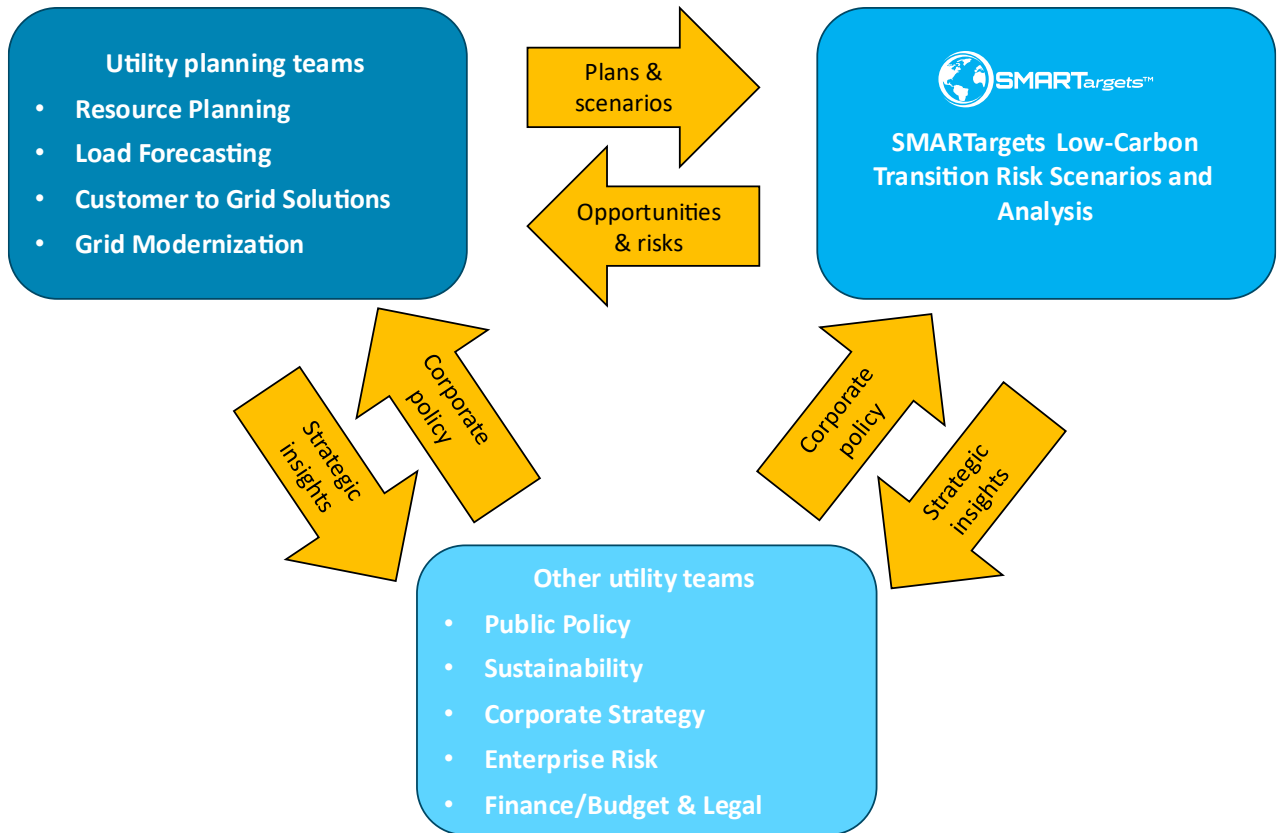 Utility planning teams
• Resource Planning
• Load Forecasting
• Customer to Grid Solutions
• Grid Modernization
Plans &
scenarios
Opportunities
& risks
SMARTargets™
SMARTargets Low-Carbon
Transition Risk Scenarios and
Analysis
Strategic
insights
Corporate
policy
Corporate
policy
Strategic
insights
Other utility teams
• Public Policy
• Sustainability
• Corporate Strategy
• Enterprise Risk
• Finance/Budget & Legal